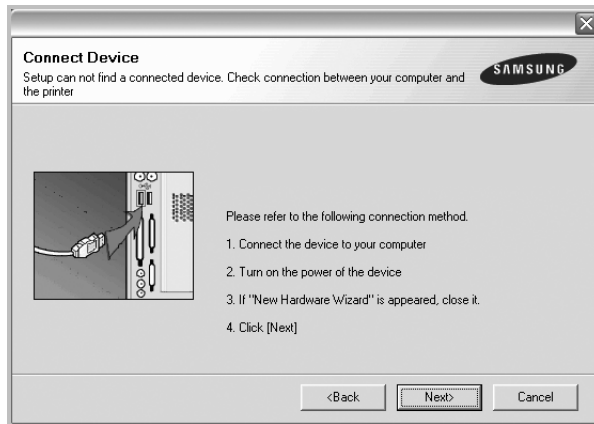 Connect Device
Setup can not find a connected device. Check connection between your computer and
the printer
SAMSUNG
Please refer to the following connection method.
1. Connect the device to your computer
2. Turn on the power of the device
3. If "New Hardware Wizard" is appeared, close it.
4. Click [Next]
<Back
Next>
Cancel